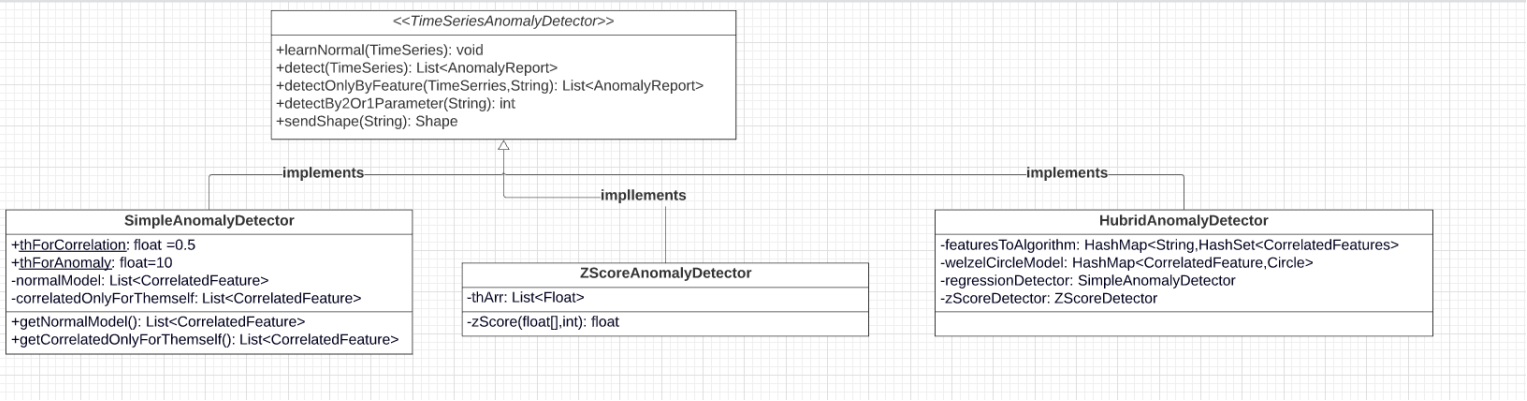 <<TimeSeriesAnomalyDetector>>
+learnNormal(TimeSeries): void
+detect(TimeSeries): List<AnomalyReport>
+detectOnlyByFeature(TimeSerries,String): List<AnomalyReport>
+detectBy2Or1Parameter(String): int
+sendShape(String): Shape
implements
impllements
implements
SimpleAnomalyDetector
+thForCorrelation: float =0.5
+thForAnomaly: float=10
-normalModel: List<CorrelatedFeature>
-correlatedOnlyForThemself: List<CorrelatedFeature>
+getNormalModel(): List<CorrelatedFeature>
+getCorrelatedOnlyForThemself(): List<CorrelatedFeature>
ZScoreAnomalyDetector
-thArr: List<Float>
-zScore(float[],int): float
HubridAnomalyDetector
-featuresToAlgorithm: HashMap<String,HashSet<CorrelatedFeatures>
-welzelCircleModel: HashMap<CorrelatedFeature,Circle>
-regressionDetector: SimpleAnomalyDetector
-zScoreDetector: ZScoreDetector